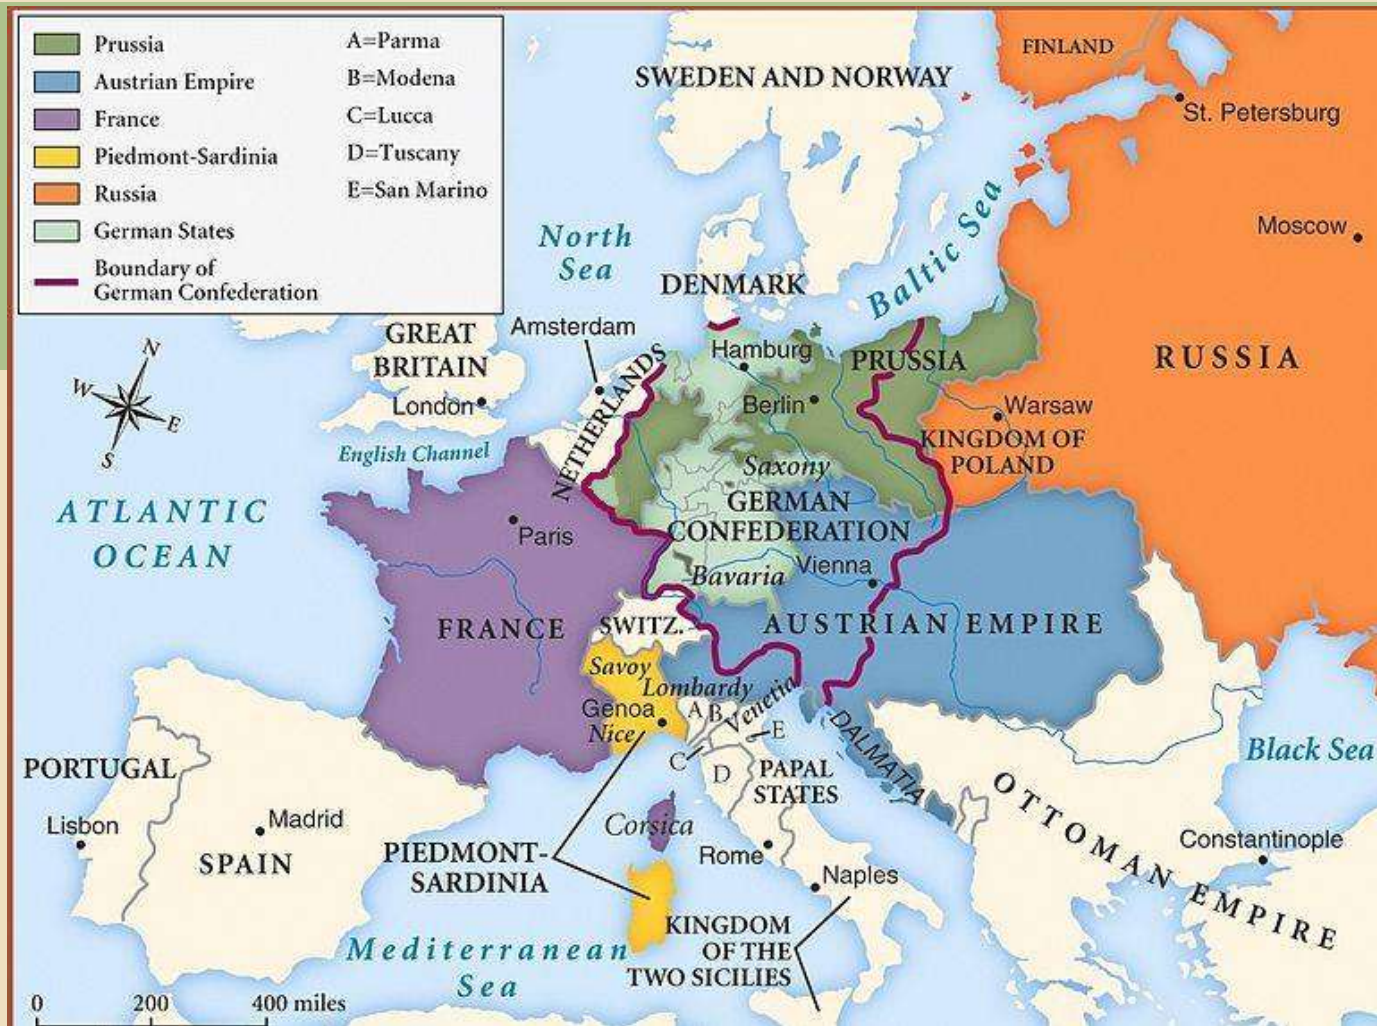 Prussia
Austrian Empire
France
Piedmont-Sardinia
Russia
German States
Boundary of
German Confederation
A=Parma
B=Modena
C=Lucca
D=Tuscany
E=San Marino
N
W
E
S
SWEDEN AND NORWAY
FINLAND
St. Petersburg
Moscow
North
Sea
Baltic Sea
DENMARK
GREAT
BRITAIN
London
Amsterdam
NETHERLANDS
Hamburg
PRUSSIA
Berlin
RUSSIA
Warsaw
KINGDOM OF
POLAND
English Channel
Saxony
GERMAN
CONFEDERATION
ATLANTIC
OCEAN
Paris
Bavaria
Vienna
FRANCE
SWITZ.
AUSTRIAN EMPIRE
Savoy
Lombardy
Venetia
Genoa
Nice
A
B
C
D
E
DALMATIA
PAPAL
STATES
Black Sea
PORTUGAL
Lisbon
Madrid
SPAIN
Corsica
PIEDMONT-
SARDINIA
Rome
Naples
OTTOMAN EMPIRE
Constantinople
KINGDOM
OF THE
TWO SICILIES
Mediterranean
Sea
0 200 400 miles